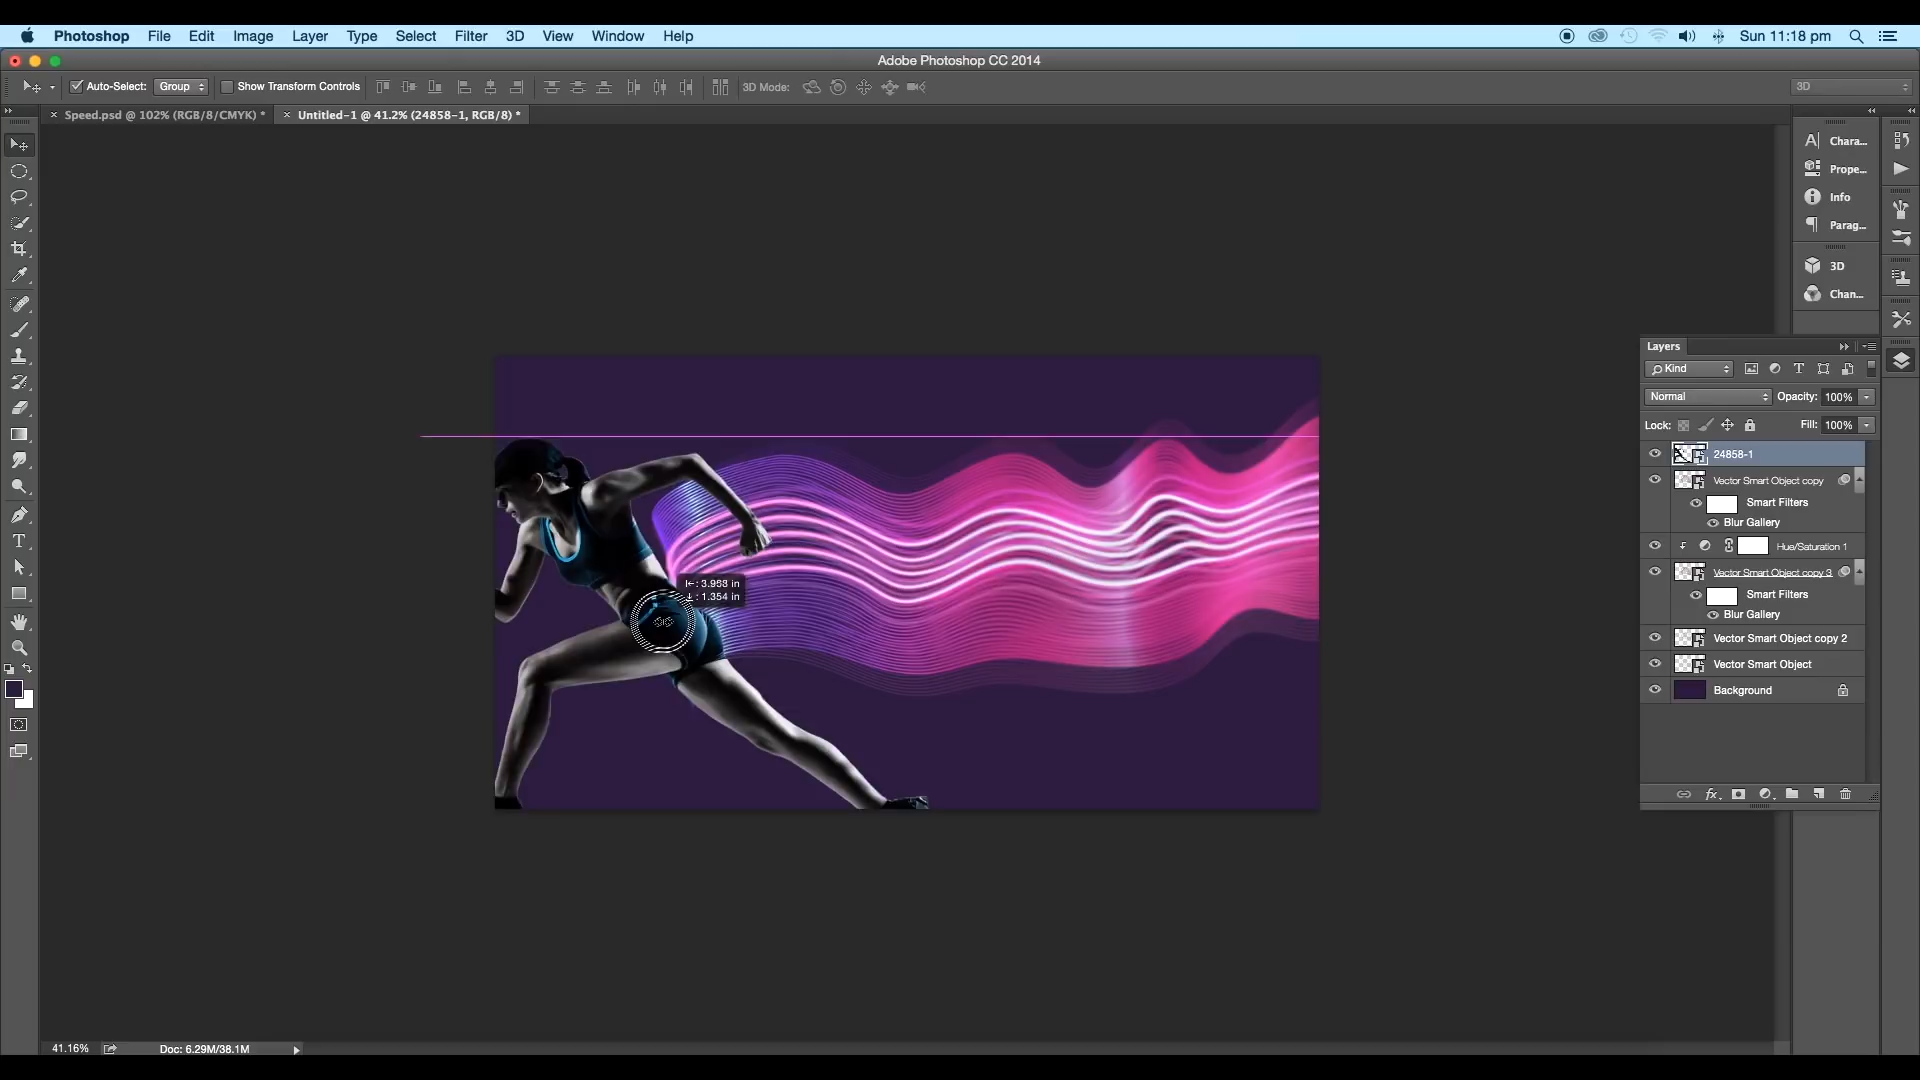 Photoshop File Edit Image Layer Type Select Filter 3D View Window Help Sun 11:18 pm
Adobe Photoshop CC 2014
Auto-Select: Group Show Transform Controls 3D Mode: 3D
Speed.psd @ 102% (RGB/8/CMYK) * Untitled-1 @ 41.2% (24858-1, RGB/8) *
Chara...
Prope...
Info
Parag...
3D
Chan...
Layers
Kind
Normal Opacity: 100%
Lock: Fill: 100%
24858-1
Vector Smart Object copy
Smart Filters
Blur Gallery
Hue/Saturation 1
Vector Smart Object copy 3
Smart Filters
Blur Gallery
Vector Smart Object copy 2
Vector Smart Object
Background
fx
: 3.958 in
: 1.354 in
41.16% Doc: 6.29M/38.1M